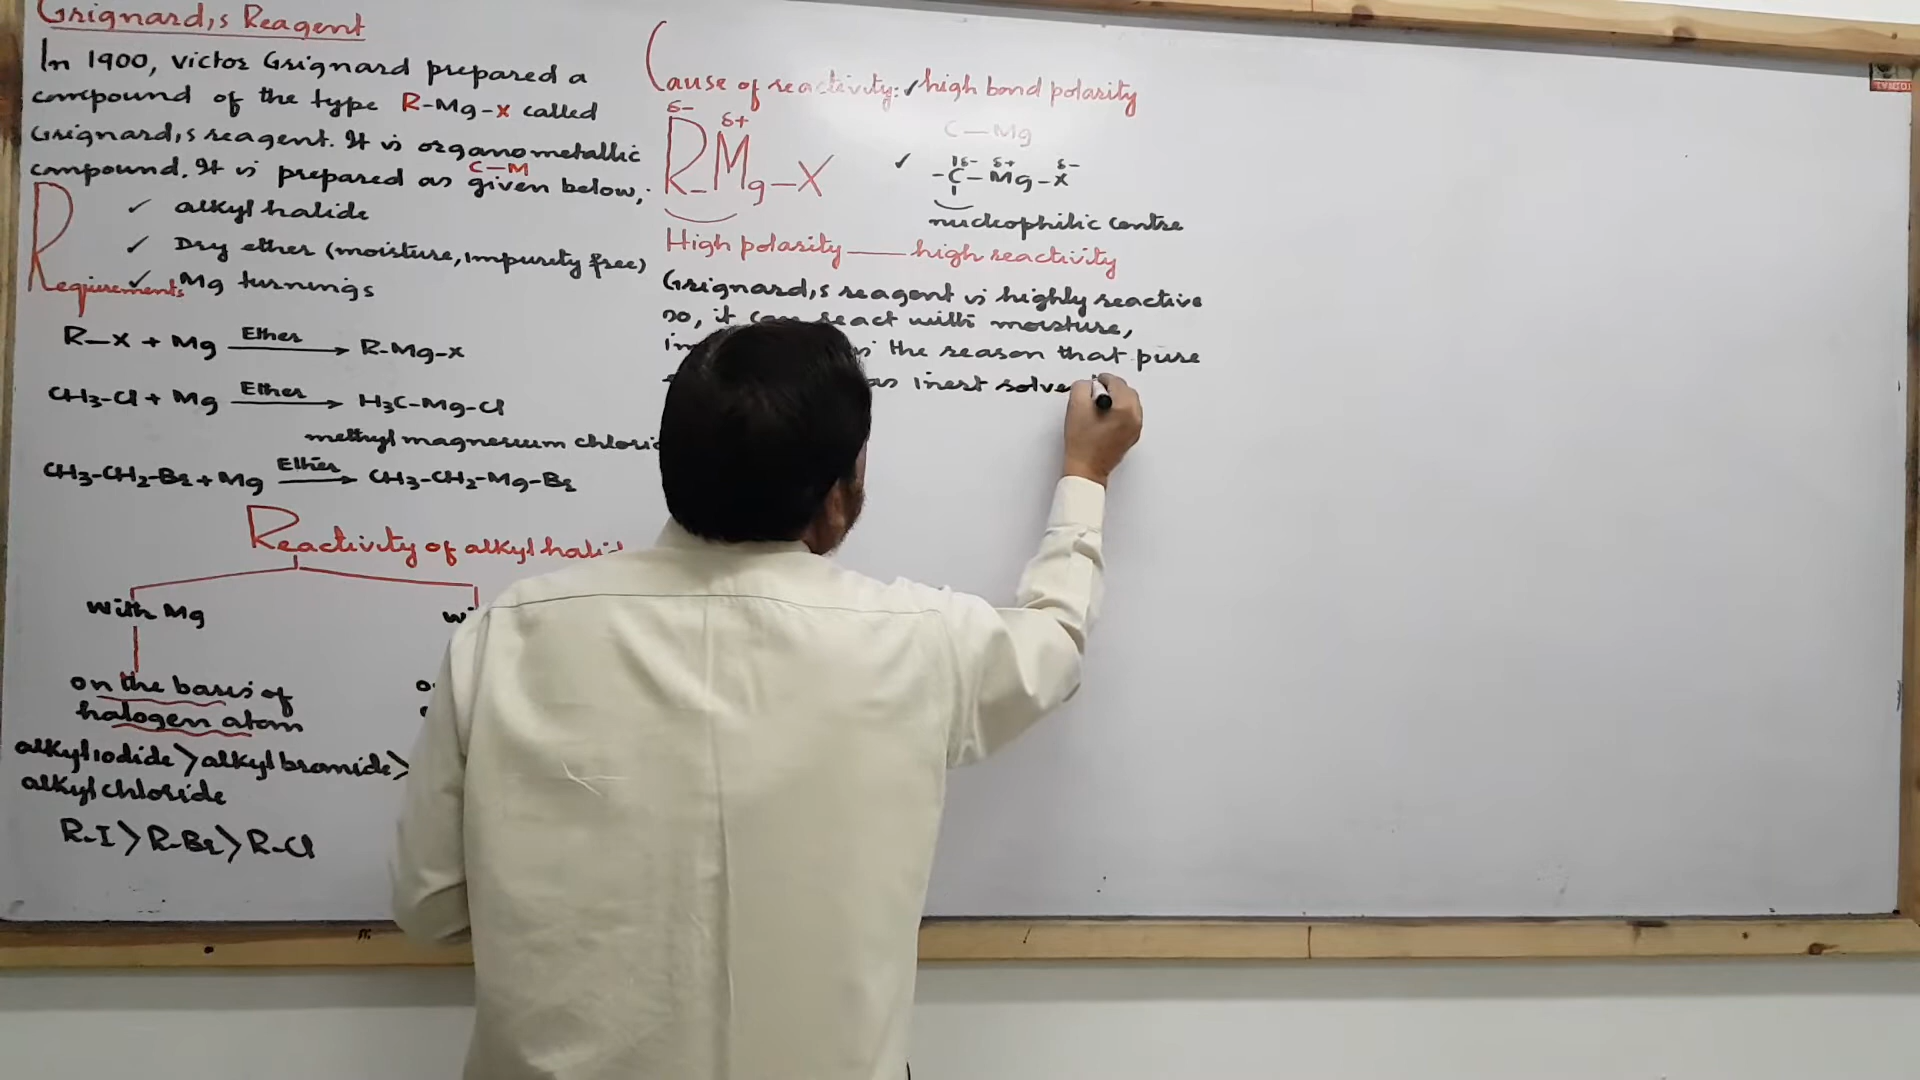 Grignard,s Reagent
In 1900, victor Grignard prepared a
compound of the type R-Mg-X called
Grignard,s reagent. It is organometallic
C-M
compound. It is prepared as given below,:
Requirements
✓ alkyl halide
✓ Dry ether (moisture, impurity free)
✓ Mg turnings
R-X + Mg Ether → R-Mg-X
CH3-Cl + Mg Ether → H3C-Mg-Cl
methyl magnesium
CH3-CH2-Br + Mg Ether → CH3-CH2-Mg-Br
Reactivity of alkyl
with Mg
on the basis of
halogen atom
alkyl iodide > alkyl bromide >
alkyl chloride
R-I > R-Br > R-Cl
Cause of reactivity: ✓ high bond polarity
C-Mg
δ- δ+
R-Mg-X
✓ δ- δ+ δ-
-C-Mg-X
nucleophilic centre
High polarity — high reactivity
Grignard,s reagent is highly reactive
so, it can react with moisture,
the reason that pure
as inert